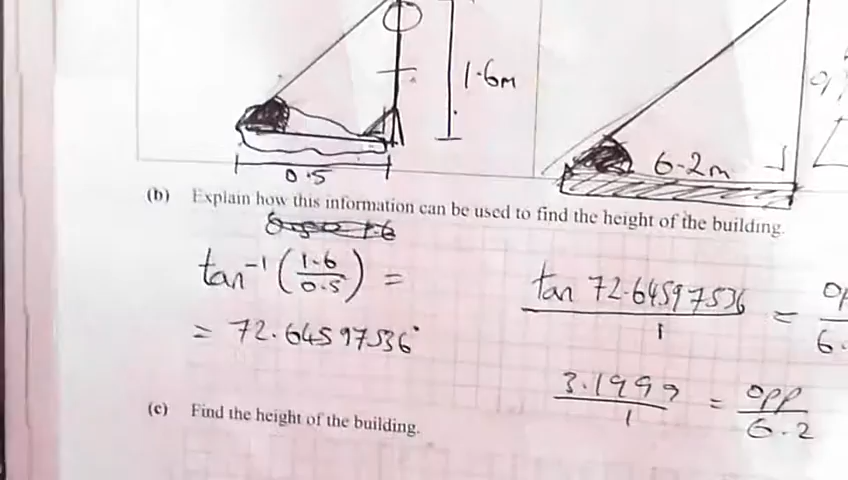 1.6m
0.5
6.2m
(b) Explain how this information can be used to find the height of the building.
tan⁻¹(1.6/0.5) =
= 72.64597536°
tan 72.64597536/1 =
3.1999/1 = opp/6.2
(c) Find the height of the building.